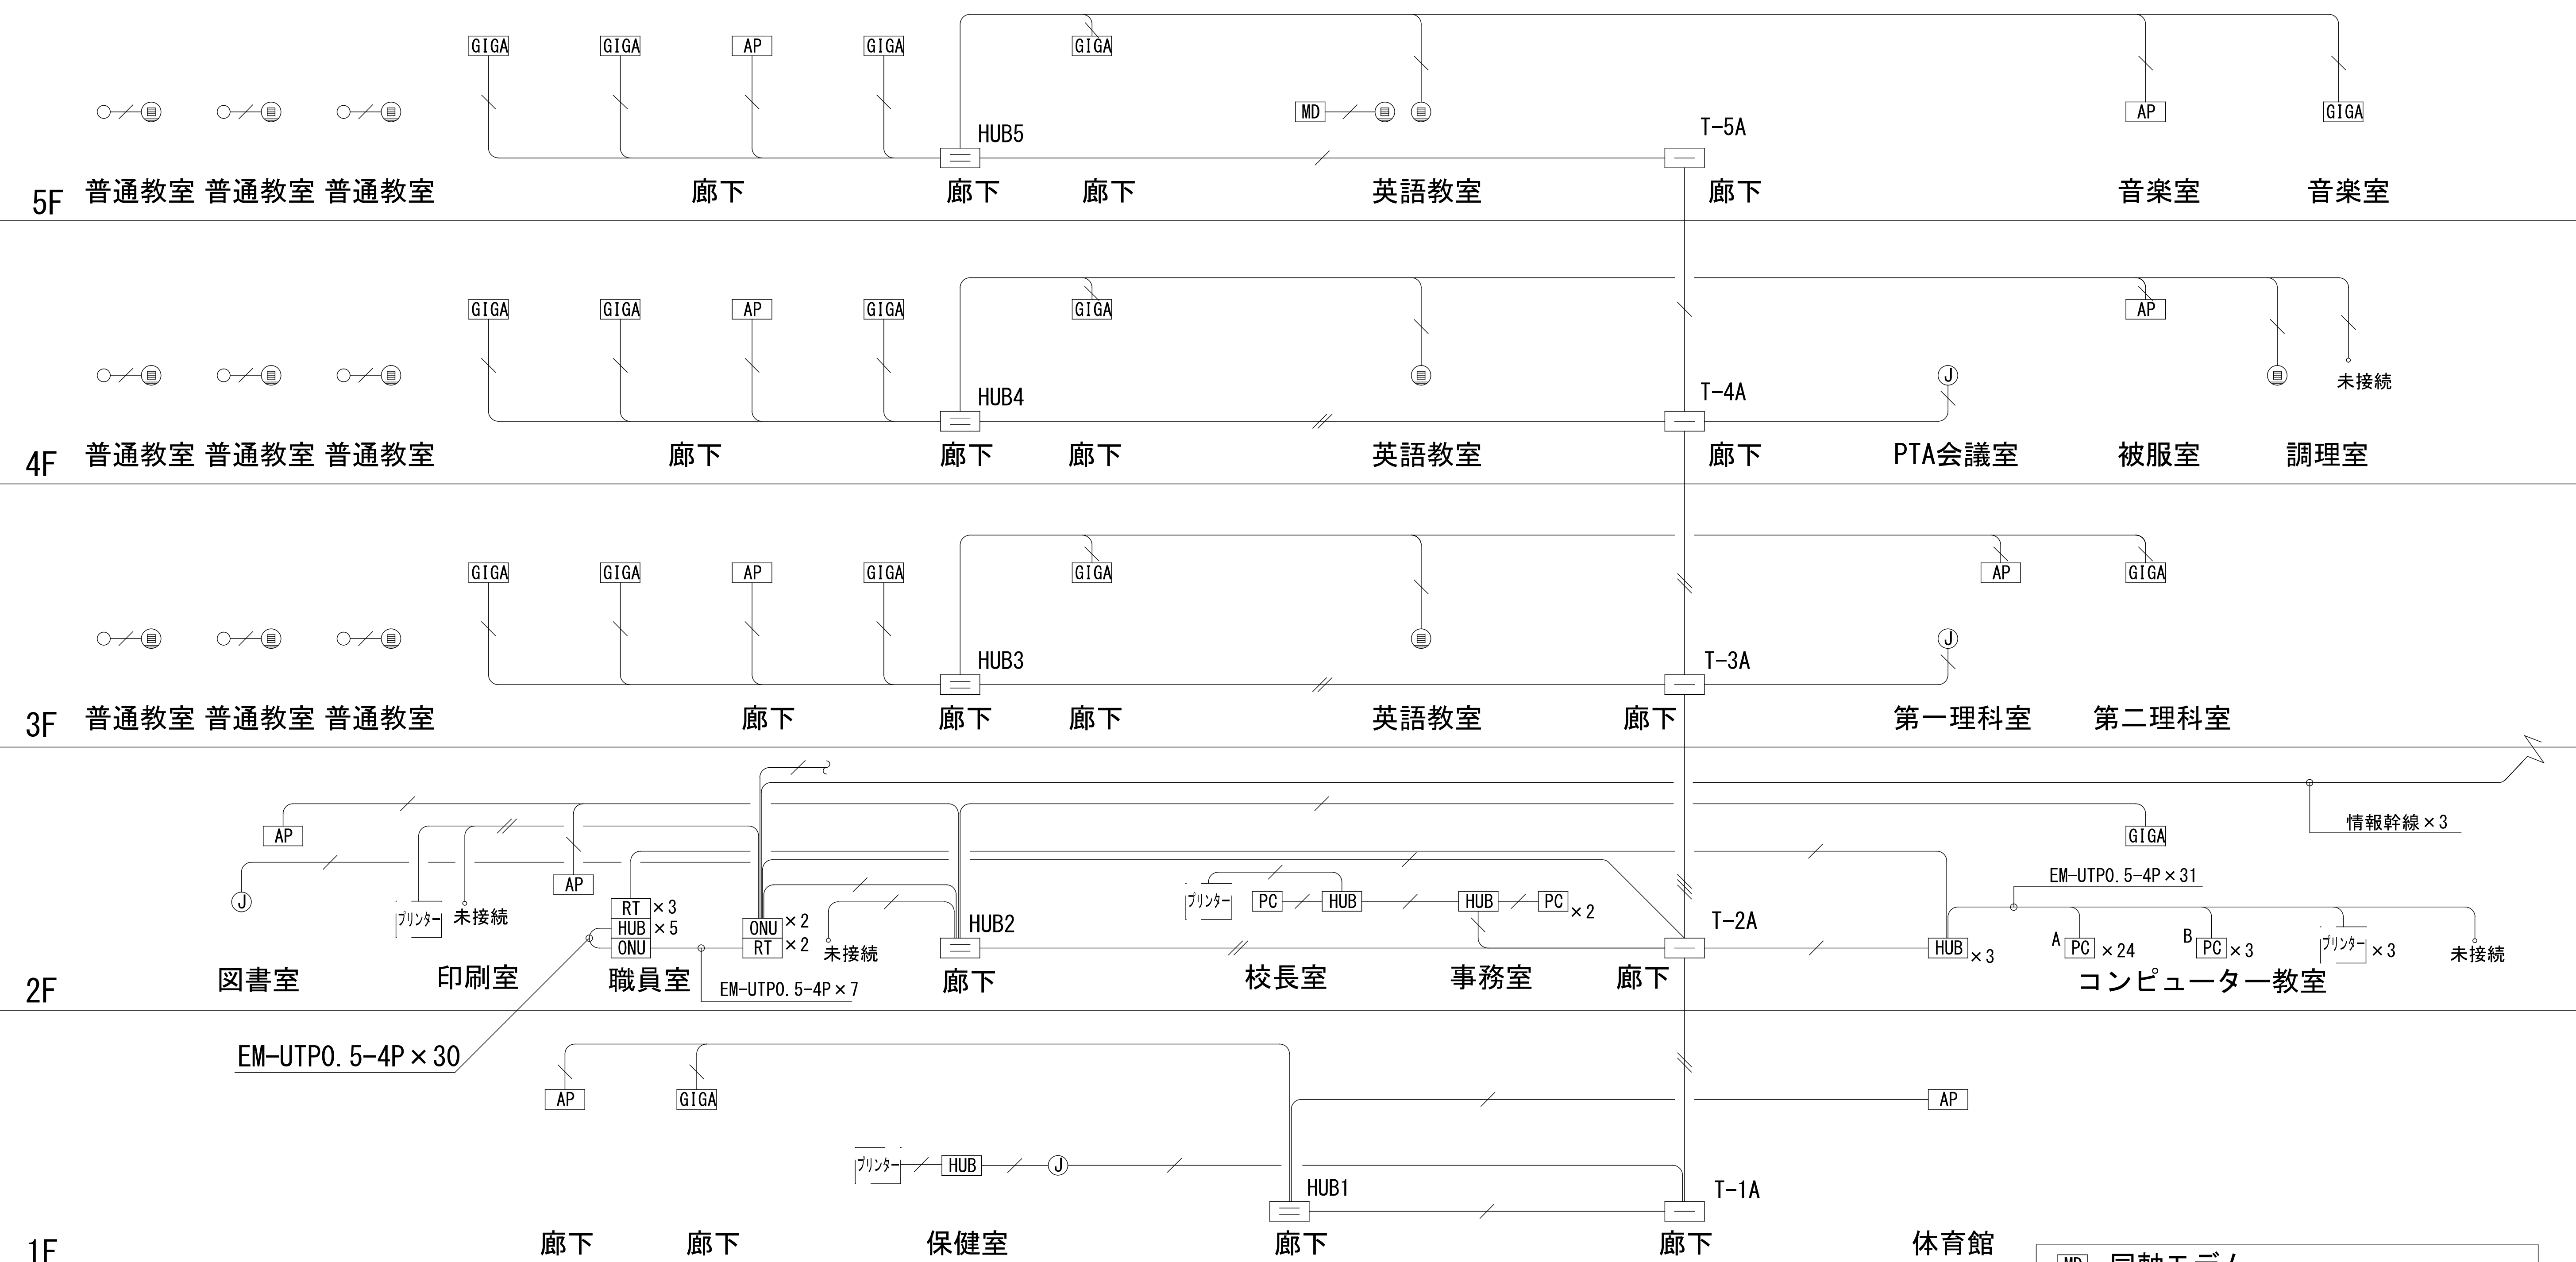 GIGA GIGA AP GIGA GIGA
MD AP GIGA
HUB5 T-5A
5F 普通教室 普通教室 普通教室 廊下 廊下 廊下 英語教室 廊下 音楽室 音楽室
GIGA GIGA AP GIGA GIGA AP
J 未接続
HUB4 T-4A
4F 普通教室 普通教室 普通教室 廊下 廊下 廊下 英語教室 廊下 PTA会議室 被服室 調理室
GIGA GIGA AP GIGA GIGA AP GIGA
J
HUB3 T-3A
3F 普通教室 普通教室 普通教室 廊下 廊下 廊下 英語教室 廊下 第一理科室 第二理科室
情報幹線×3
AP GIGA
AP EM-UTP0.5-4P×31
J プリンター 未接続 RT ×3 プリンター PC HUB HUB PC ×2
HUB ×5 ONU ×2 HUB2 T-2A
ONU RT ×2 未接続 HUB ×3 A PC ×24 B PC ×3 プリンター ×3 未接続
2F 図書室 印刷室 職員室 EM-UTP0.5-4P×7 廊下 校長室 事務室 廊下 コンピューター教室
EM-UTP0.5-4P×30
AP GIGA AP
プリンター HUB J
HUB1 T-1A
1F 廊下 廊下 保健室 廊下 廊下 体育館